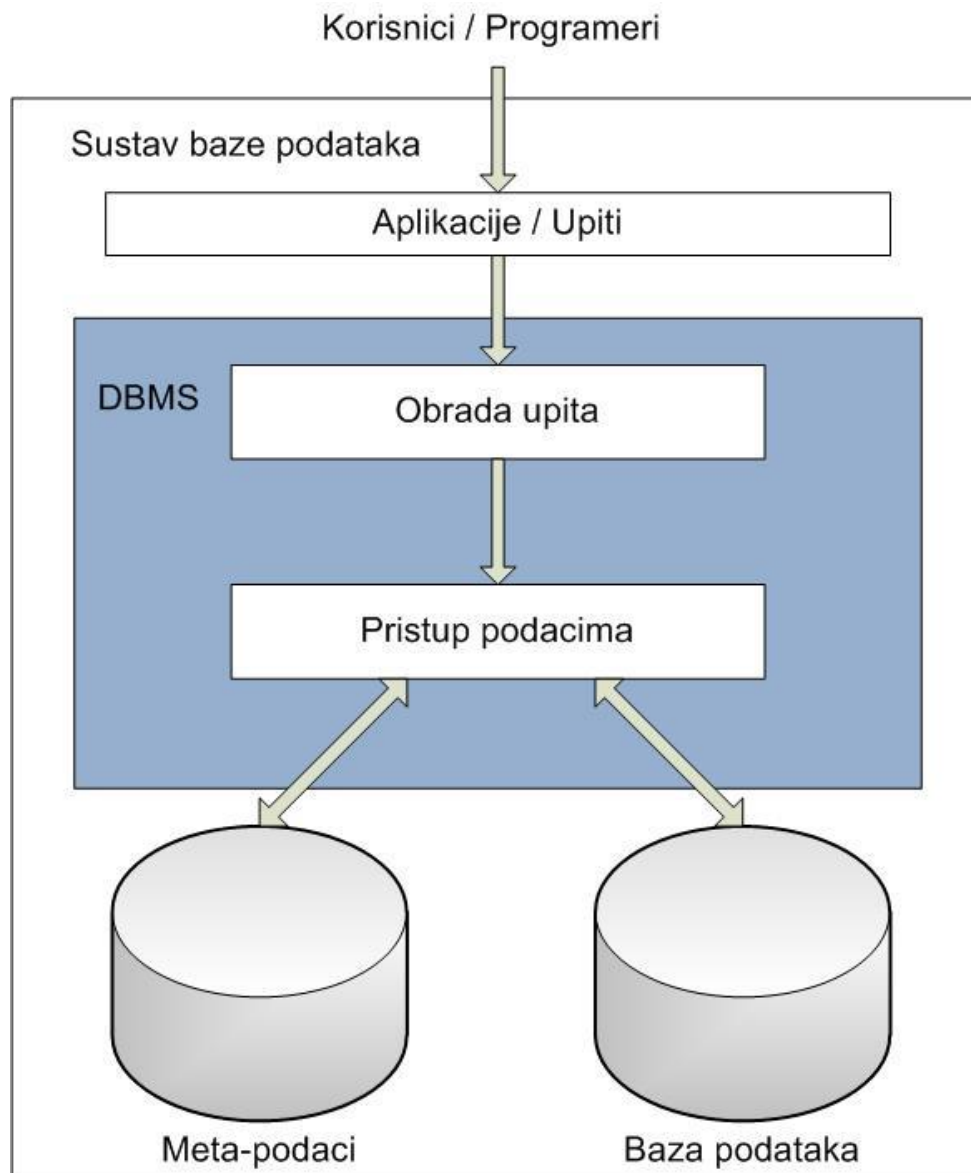 Korisnici / Programeri
Sustav baze podataka
Aplikacije / Upiti
DBMS
Obrada upita
Pristup podacima
Meta-podaci
Baza podataka